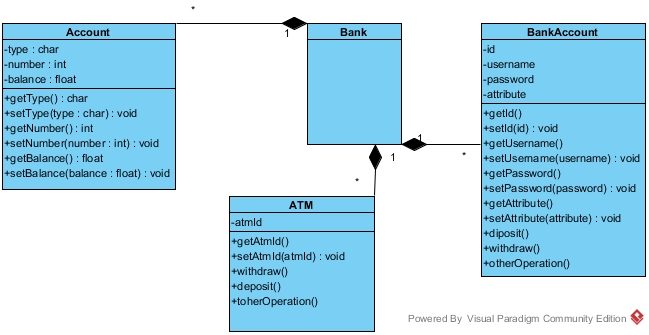 *
1
Account
-type : char
-number : int
-balance : float
+getType() : char
+setType(type : char) : void
+getNumber() : int
+setNumber(number : int) : void
+getBalance() : float
+setBalance(balance : float) : void
Bank
1
*
1
*
BankAccount
-id
-username
-password
-attribute
+getId()
+setId(id) : void
+getUsername()
+setUsername(username) : void
+getPassword()
+setPassword(password) : void
+getAttribute()
+setAttribute(attribute) : void
+diposit()
+withdraw()
+otherOperation()
ATM
-atmId
+getAtmId()
+setAtmId(atmId) : void
+withdraw()
+deposit()
+toherOperation()
Powered By Visual Paradigm Community Edition